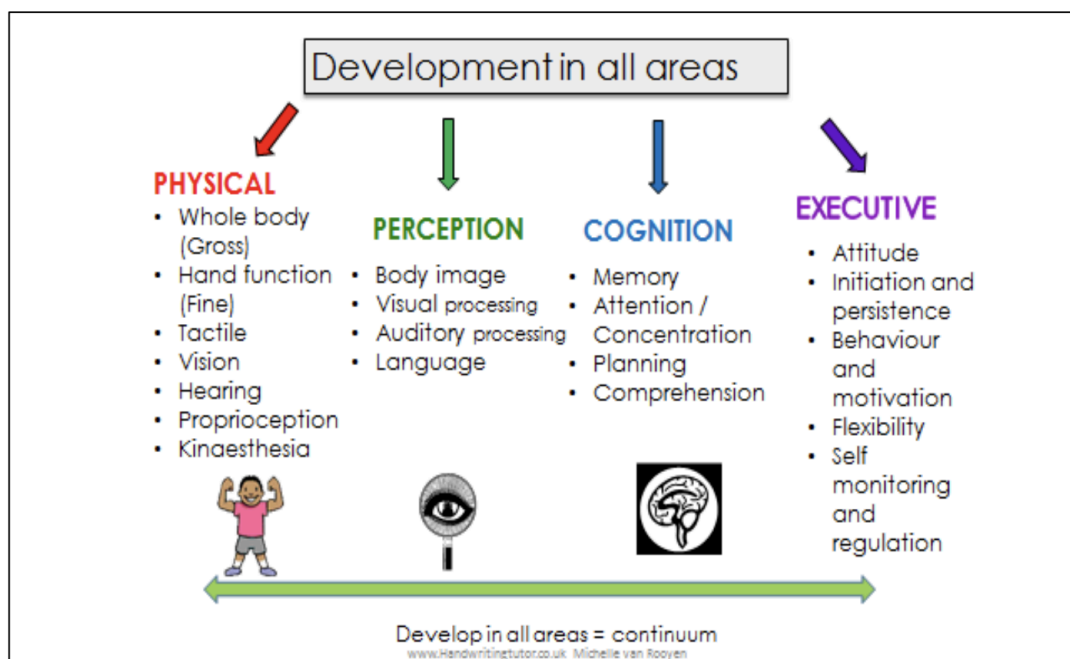 Development in all areas
PHYSICAL
• Whole body
(Gross)
• Hand function
(Fine)
• Tactile
• Vision
• Hearing
• Proprioception
• Kinaesthesia
PERCEPTION
• Body image
• Visual processing
• Auditory processing
• Language
COGNITION
• Memory
• Attention /
Concentration
• Planning
• Comprehension
EXECUTIVE
• Attitude
• Initiation and
persistence
• Behaviour
and
motivation
• Flexibility
• Self
monitoring
and
regulation
Develop in all areas = continuum
www.Handwritingtutor.co.uk Michelle van Rooyen